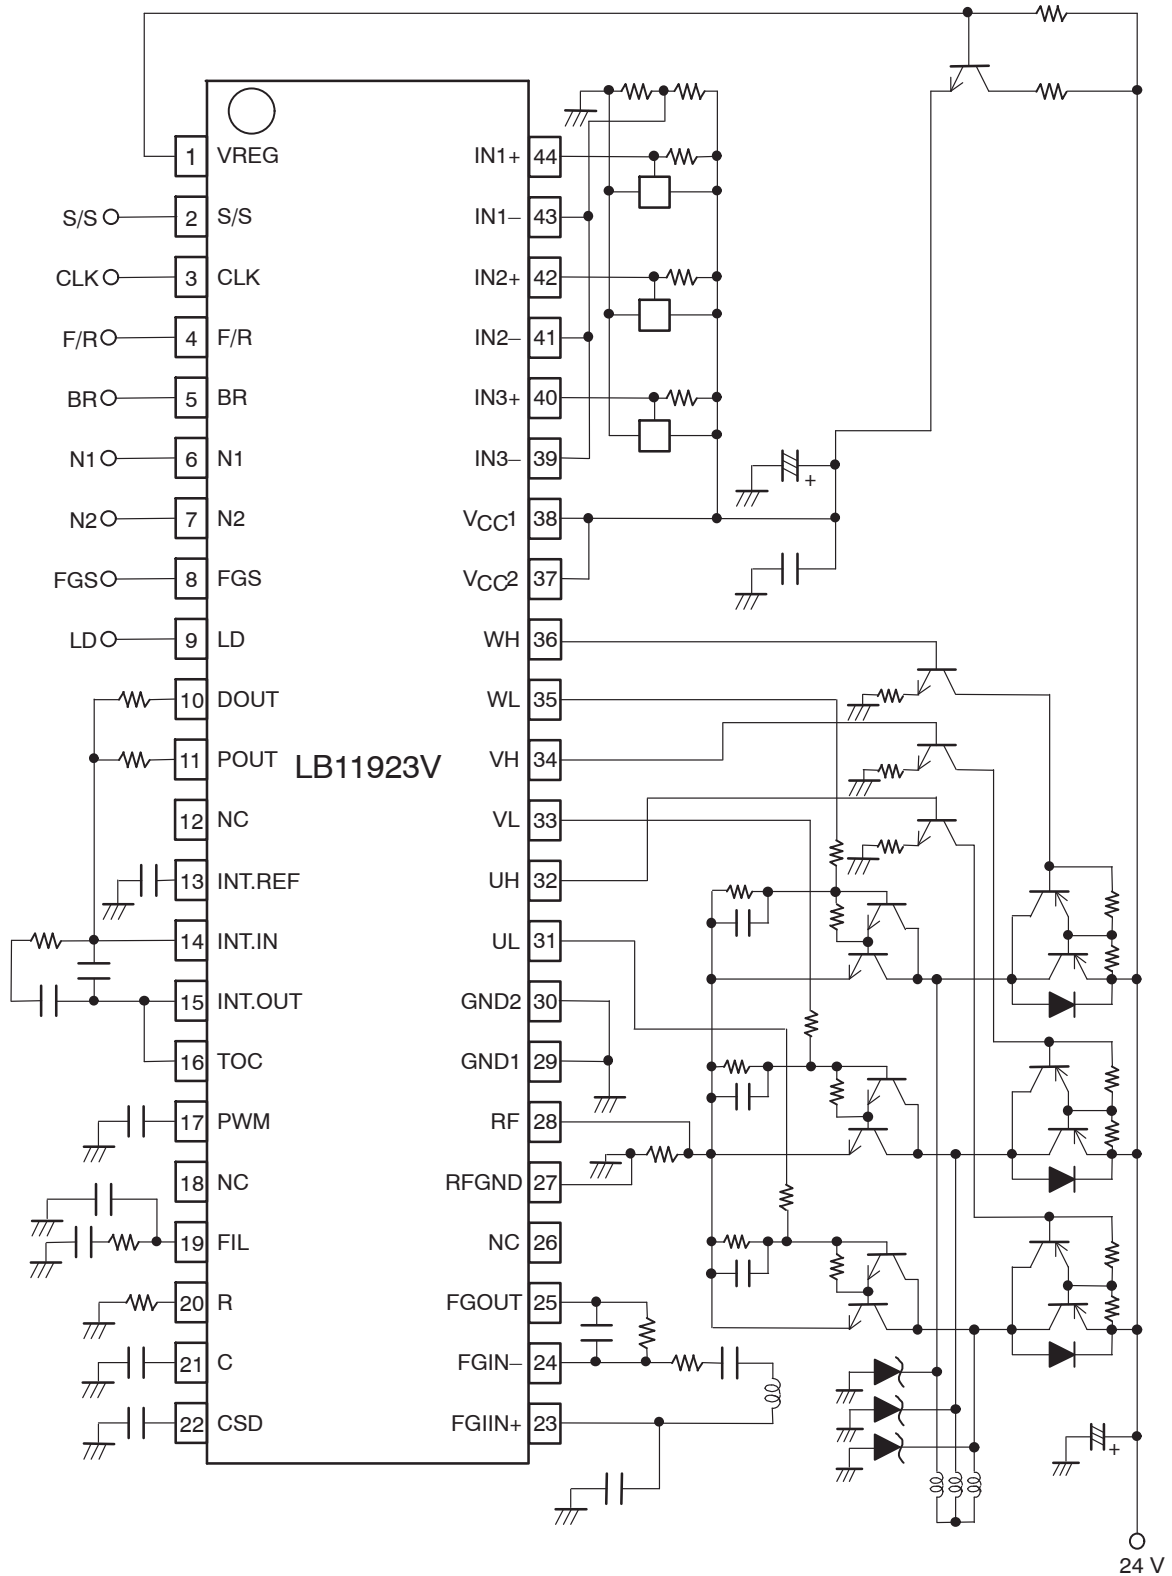 1 VREG
S/S 2 S/S
CLK 3 CLK
F/R 4 F/R
BR 5 BR
N1 6 N1
N2 7 N2
FGS 8 FGS
LD 9 LD
10 DOUT
11 POUT
12 NC
13 INT.REF
14 INT.IN
15 INT.OUT
16 TOC
17 PWM
18 NC
19 FIL
20 R
21 C
22 CSD
LB11923V
IN1+ 44
IN1– 43
IN2+ 42
IN2– 41
IN3+ 40
IN3– 39
VCC1 38
VCC2 37
WH 36
WL 35
VH 34
VL 33
UH 32
UL 31
GND2 30
GND1 29
RF 28
RFGND 27
NC 26
FGOUT 25
FGIN– 24
FGIIN+ 23
+
+
24 V